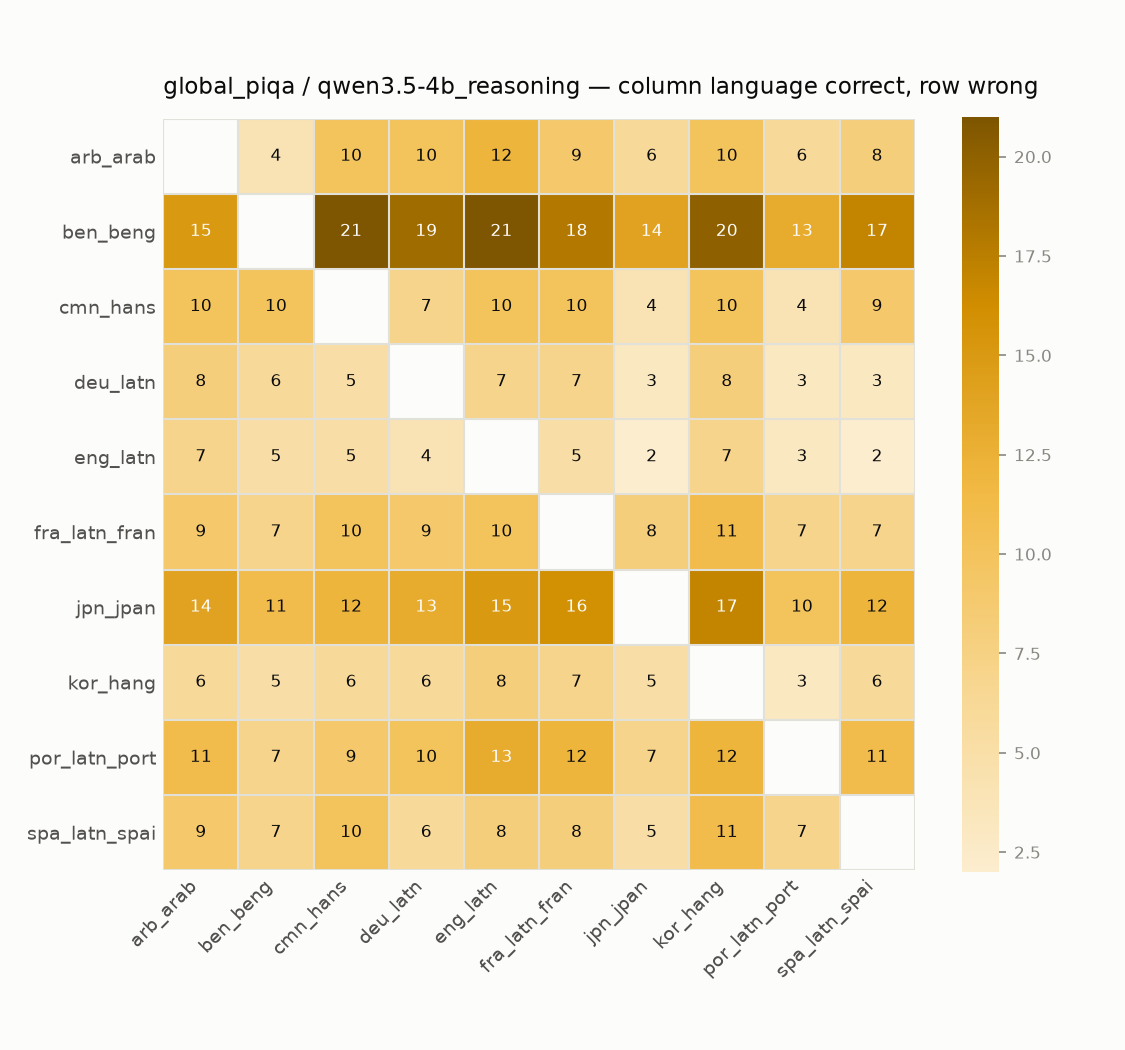 global_piqa / qwen3.5-4b_reasoning — column language correct, row wrong
arb_arab 4 10 10 12 9 6 10 6 8
ben_beng 15 21 19 21 18 14 20 13 17
cmn_hans 10 10 7 10 10 4 10 4 9
deu_latn 8 6 5 7 7 3 8 3 3
eng_latn 7 5 5 4 5 2 7 3 2
fra_latn_fran 9 7 10 9 10 8 11 7 7
jpn_jpan 14 11 12 13 15 16 17 10 12
kor_hang 6 5 6 6 8 7 5 3 6
por_latn_port 11 7 9 10 13 12 7 12 11
spa_latn_spai 9 7 10 6 8 8 5 11 7
arb_arab ben_beng cmn_hans deu_latn eng_latn fra_latn_fran jpn_jpan kor_hang por_latn_port spa_latn_spai
20.0
17.5
15.0
12.5
10.0
7.5
5.0
2.5